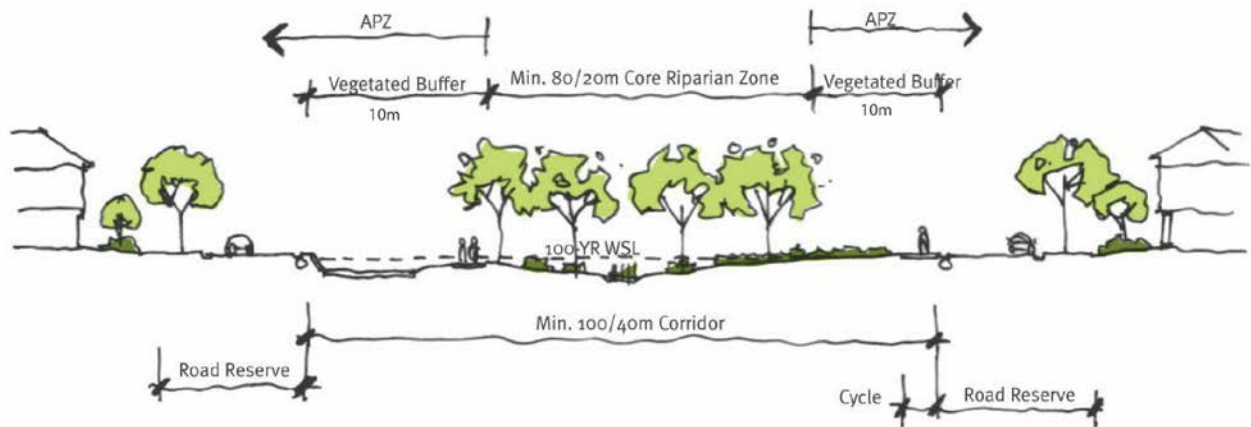 APZ
APZ
Vegetated Buffer
Min. 80/20m Core Riparian Zone
Vegetated Buffer
10m
10m
100-YR WSL
Min. 100/40m Corridor
Road Reserve
Cycle
Road Reserve